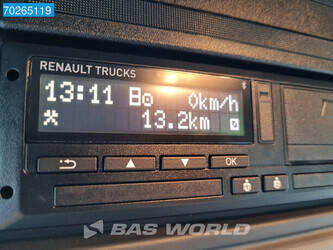 70265119
RENAULT TRUCKS
13:11 0km/h
13.2km
OK
BAS WORLD